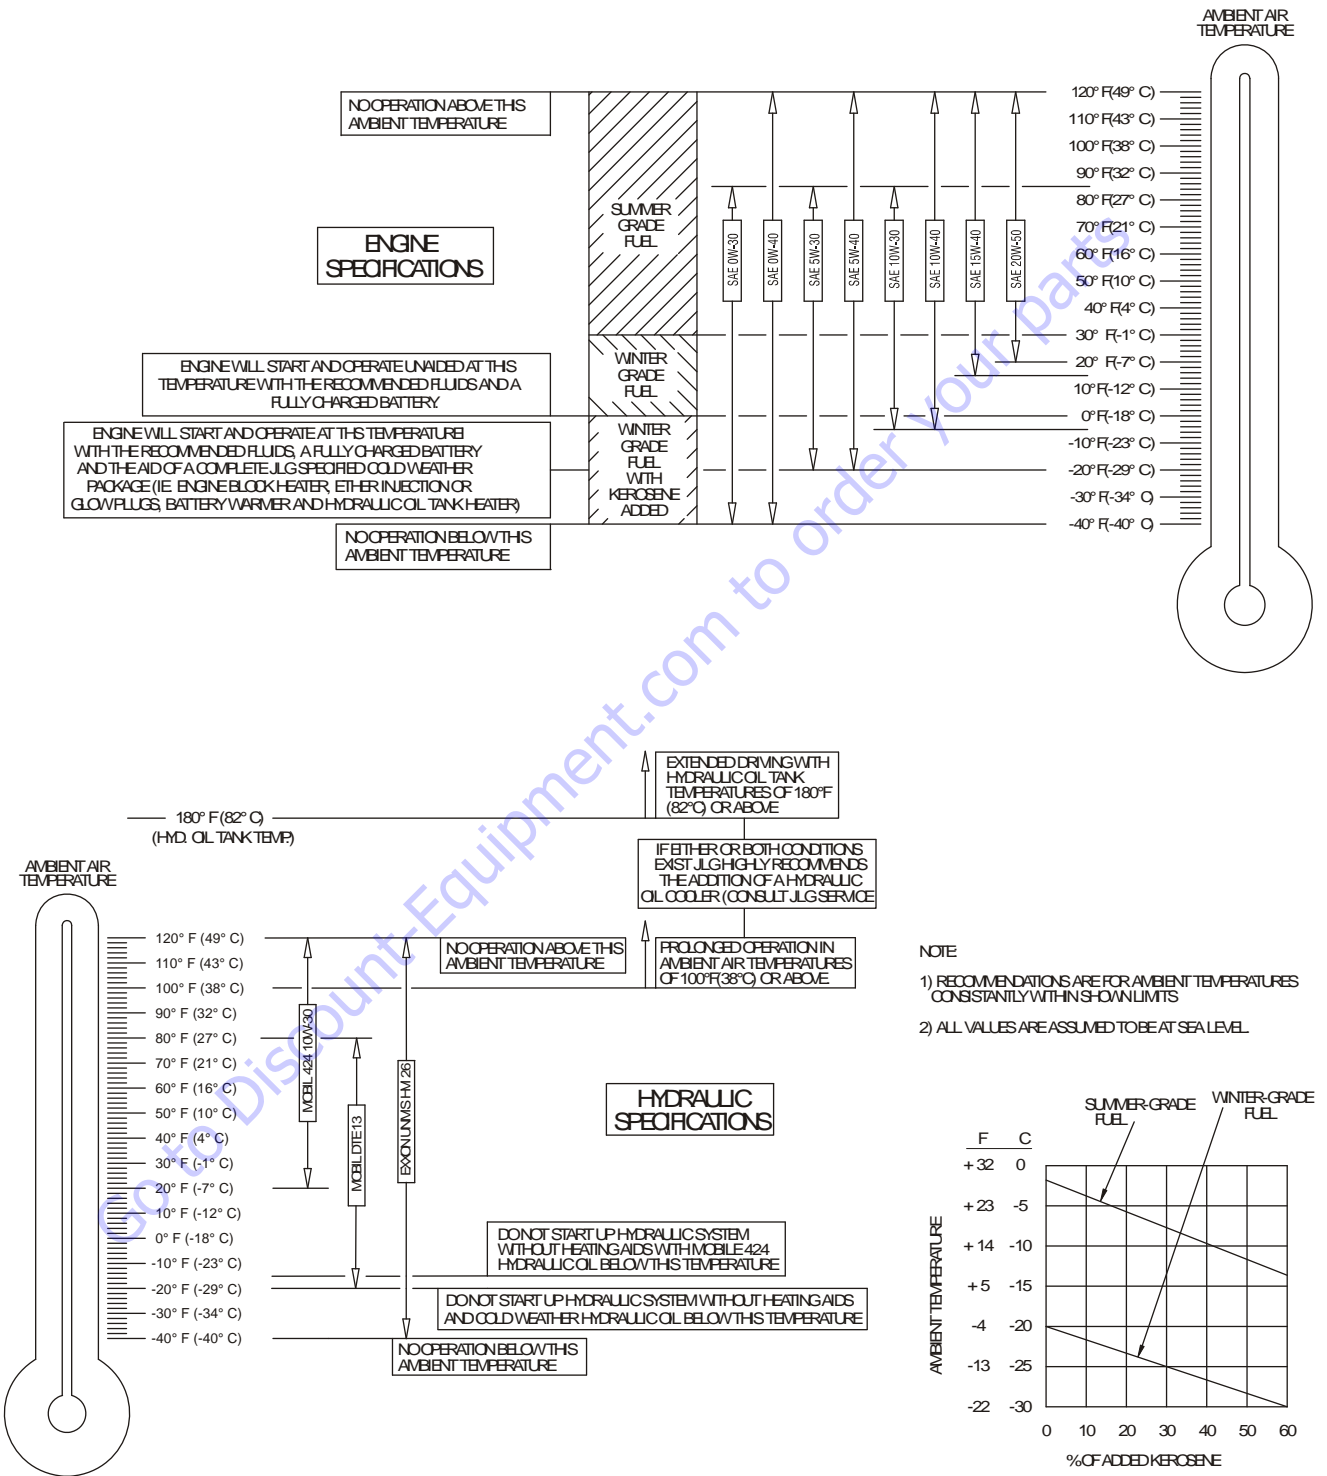 AMBIENT AIR
TEMPERATURE
NO OPERATION ABOVE THIS
AMBIENT TEMPERATURE
120° F(49° C)
110° F(43° C)
100° F(38° C)
90° F(32° C)
80° F(27° C)
70° F(21° C)
60° F(16° C)
50° F(10° C)
40° F(4° C)
30° F(-1° C)
20° F(-7° C)
10° F(-12° C)
0° F(-18° C)
-10° F(-23° C)
-20° F(-29° C)
-30° F(-34° C)
-40° F(-40° C)
SUMMER
GRADE
FUEL
SAE 0W-30
SAE 0W-40
SAE 5W-30
SAE 5W-40
SAE 10W-30
SAE 10W-40
SAE 15W-40
SAE 20W-50
ENGINE
SPECIFICATIONS
ENGINE WILL START AND OPERATE UNAIDED AT THIS
TEMPERATURE WITH THE RECOMMENDED FLUIDS AND A
FULLY CHARGED BATTERY.
WINTER
GRADE
FUEL
ENGINE WILL START AND OPERATE AT THS TEMPERATURE
WITH THE RECOMMENDED FLUIDS, A FULLY CHARGED BATTERY
AND THE AID OF A COMPLETE JLG SPECIFIED COLD WEATHER
PACKAGE (IE. ENGINE BLOCK HEATER, ETHER INJECTION OR
GLOW PLUGS, BATTERY WARMER AND HYDRAULIC OIL TANK HEATER)
WINTER
GRADE
FUEL
WITH
KEROSENE
ADDED
NO OPERATION BELOW THIS
AMBIENT TEMPERATURE
Go to Discount-Equipment.com to order your parts
EXTENDED DRIVING WITH
HYDRAULIC OIL TANK
TEMPERATURES OF 180°F
(82°C) OR ABOVE
180° F (82° C)
(HYD. OIL TANK TEMP.)
IF EITHER OR BOTH CONDITIONS
EXIST JLG HIGHLY RECOMMENDS
THE ADDITION OF A HYDRAULIC
OIL COOLER (CONSULT JLG SERVICE
AMBIENT AIR
TEMPERATURE
120° F (49° C)
110° F (43° C)
100° F (38° C)
90° F (32° C)
80° F (27° C)
70° F (21° C)
60° F (16° C)
50° F (10° C)
40° F (4° C)
30° F (-1° C)
20° F (-7° C)
10° F (-12° C)
0° F (-18° C)
-10° F (-23° C)
-20° F (-29° C)
-30° F (-34° C)
-40° F (-40° C)
MOBIL 424 10W-30
MOBIL DTE 13
EXXON UNIVIS HVI 26
NO OPERATION ABOVE THIS
AMBIENT TEMPERATURE
PROLONGED OPERATION IN
AMBIENT AIR TEMPERATURES
OF 100°F(38°C) OR ABOVE
HYDRAULIC
SPECIFICATIONS
DO NOT START UP HYDRAULIC SYSTEM
WITHOUT HEATING AIDS WITH MOBILE 424
HYDRAULIC OIL BELOW THIS TEMPERATURE
DO NOT START UP HYDRAULIC SYSTEM WITHOUT HEATING AIDS
AND COLD WEATHER HYDRAULIC OIL BELOW THIS TEMPERATURE
NO OPERATION BELOW THIS
AMBIENT TEMPERATURE
NOTE:
1) RECOMMENDATIONS ARE FOR AMBIENT TEMPERATURES
CONSISTANTLY WITHIN SHOWN LIMITS
2) ALL VALUES ARE ASSUMED TO BE AT SEA LEVEL.
SUMMER-GRADE
FUEL
WINTER-GRADE
FUEL
F C
+ 32 0
+ 23 -5
+ 14 -10
+ 5 -15
-4 -20
-13 -25
-22 -30
AMBIENT TEMPERATURE
0 10 20 30 40 50 60
% OF ADDED KEROSENE